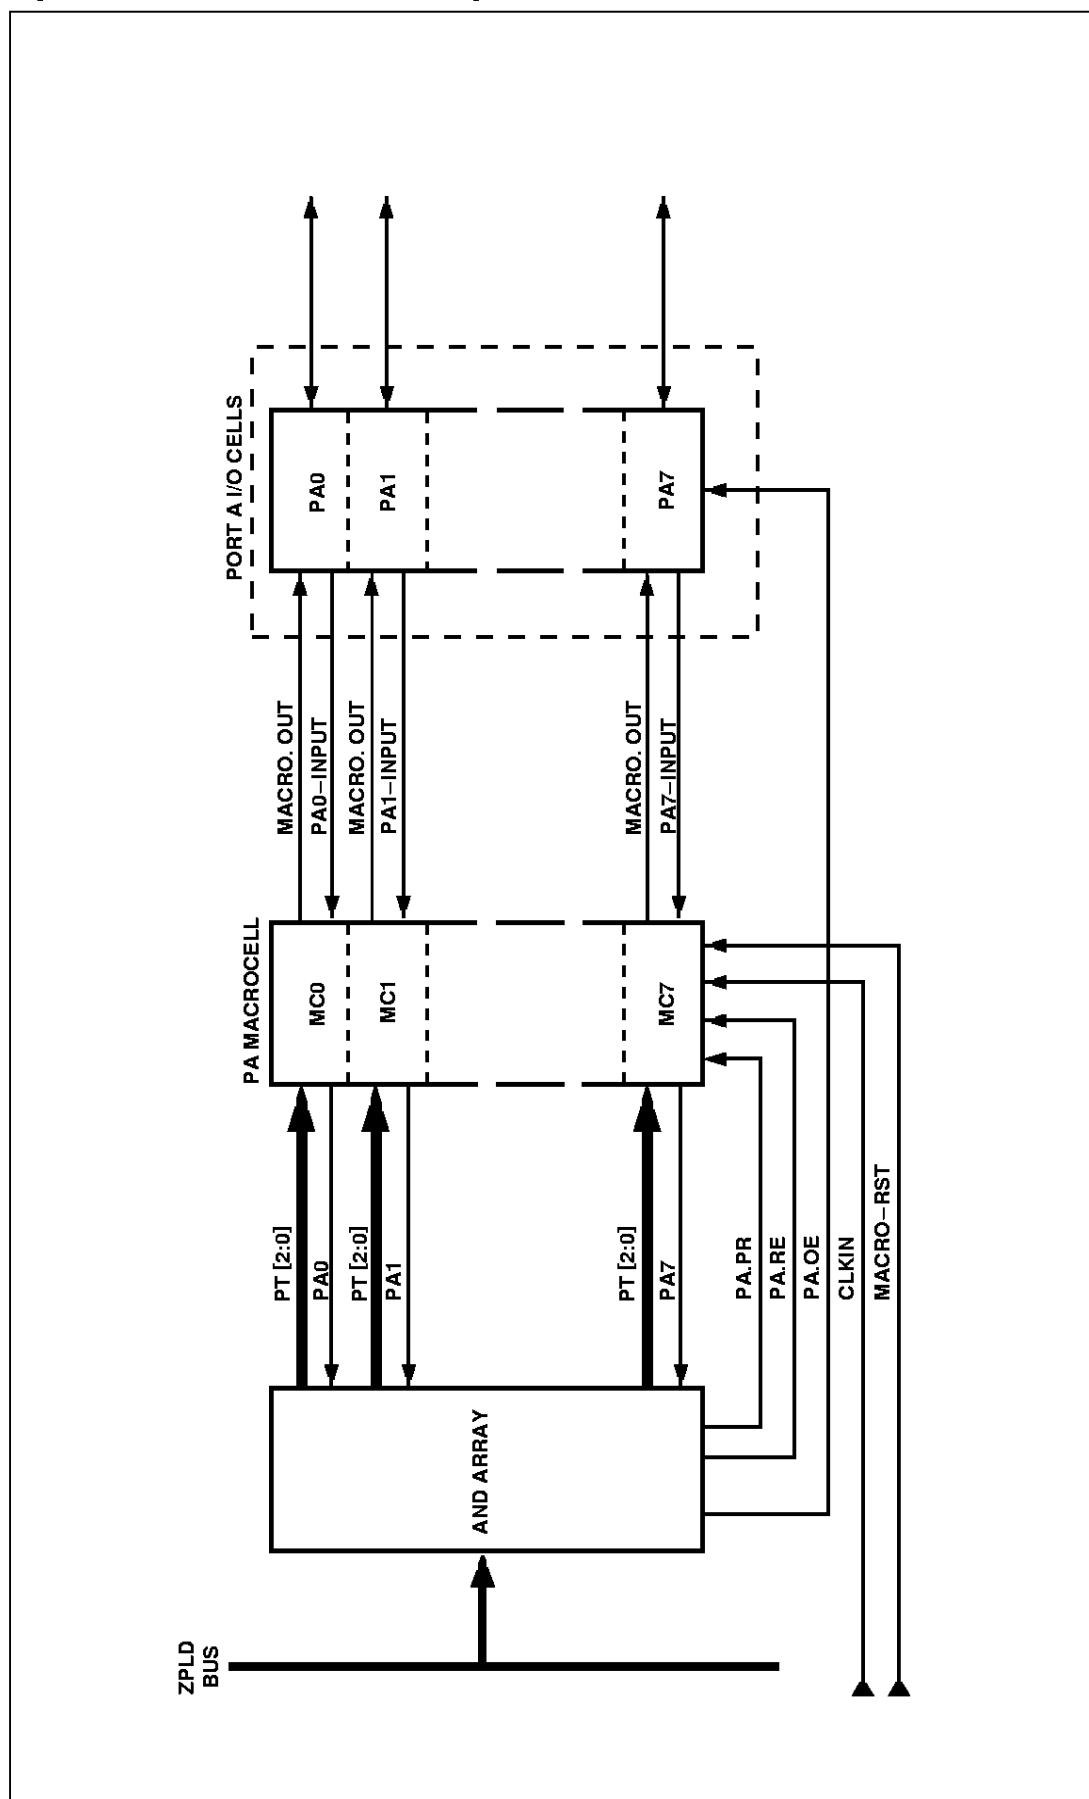 ZPLD
BUS
AND ARRAY
PT [2:0]
PA0
PT [2:0]
PA1
PT [2:0]
PA7
PA.PR
PA.RE
PA.OE
CLKIN
MACRO–RST
PA MACROCELL
MC0
MC1
MC7
MACRO. OUT
PA0–INPUT
MACRO. OUT
PA1–INPUT
MACRO. OUT
PA7–INPUT
PORT A I/O CELLS
PA0
PA1
PA7